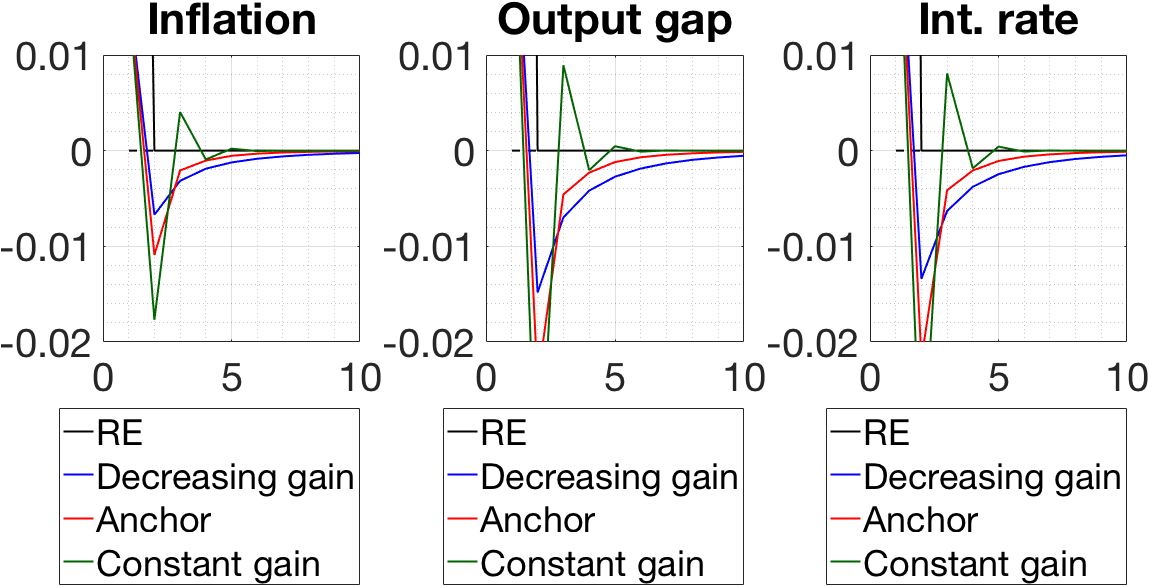 Inflation
Output gap
Int. rate
0.01
0
-0.01
-0.02
0
5
10
0.01
0
-0.01
-0.02
0
5
10
0.01
0
-0.01
-0.02
0
5
10
RE
Decreasing gain
Anchor
Constant gain
RE
Decreasing gain
Anchor
Constant gain
RE
Decreasing gain
Anchor
Constant gain